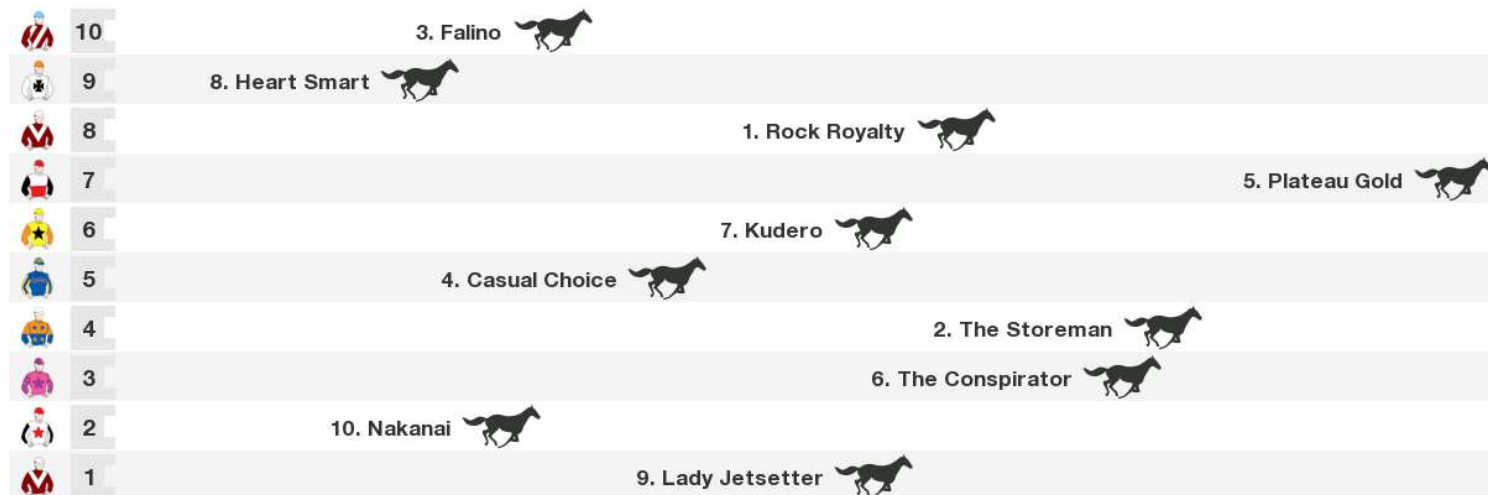 10 3. Falino
9 8. Heart Smart
8 1. Rock Royalty
7 5. Plateau Gold
6 7. Kudero
5 4. Casual Choice
4 2. The Storeman
3 6. The Conspirator
2 10. Nakanai
1 9. Lady Jetsetter